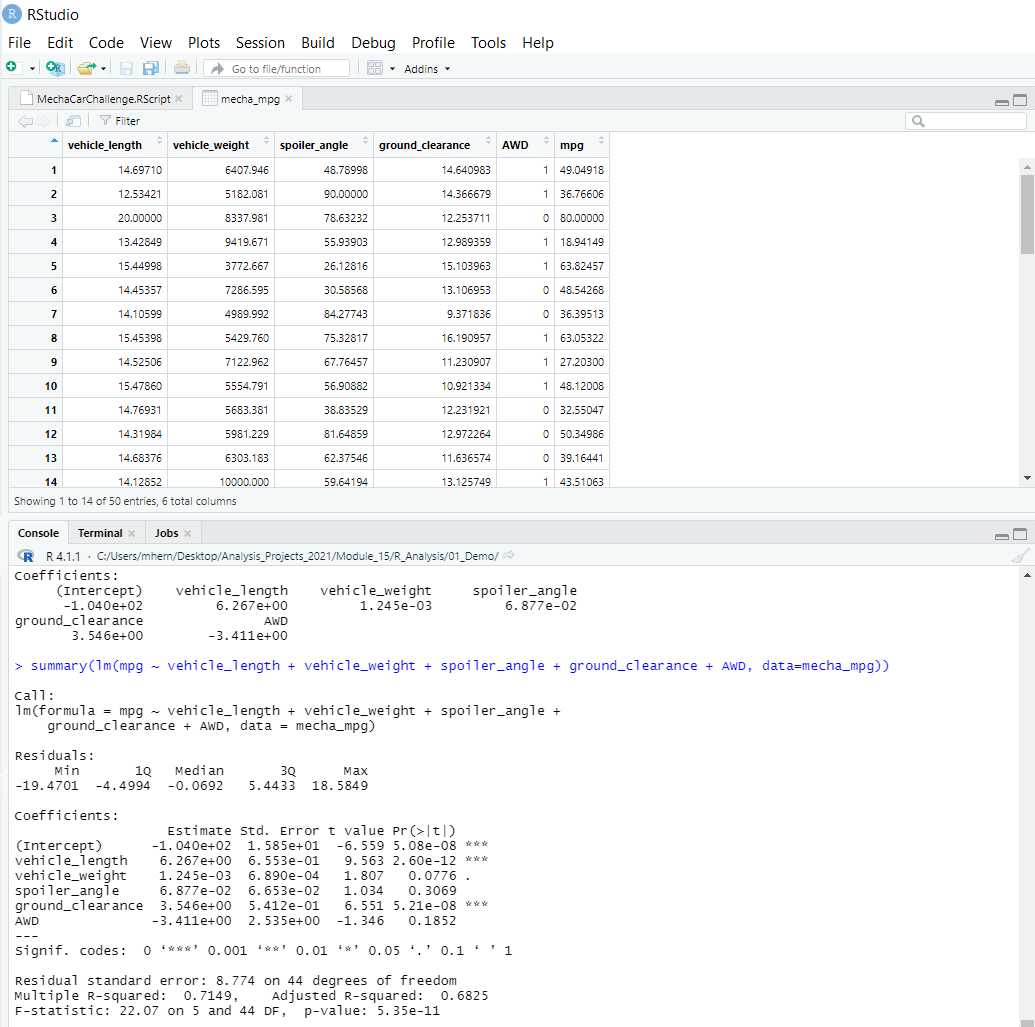 R RStudio
File Edit Code View Plots Session Build Debug Profile Tools Help
Go to file/function Addins
MechaCarChallenge.RScript mecha_mpg
Filter
vehicle_length vehicle_weight spoiler_angle ground_clearance AWD mpg
1 14.69710 6407.946 48.78998 14.640983 1 49.04918
2 12.53421 5182.081 90.00000 14.366679 1 36.76606
3 20.00000 8337.981 78.63232 12.253711 0 80.00000
4 13.42849 9419.671 55.93903 12.989359 1 18.94149
5 15.44998 3772.667 26.12816 15.103963 1 63.82457
6 14.45357 7286.595 30.58568 13.106953 0 48.54268
7 14.10599 4989.992 84.27743 9.371836 0 36.39513
8 15.45398 5429.760 75.32817 16.190957 1 63.05322
9 14.52506 7122.962 67.76457 11.230907 1 27.20300
10 15.47860 5554.791 56.90882 10.921334 1 48.12008
11 14.76931 5683.381 38.83529 12.231921 0 32.55047
12 14.31984 5981.229 81.64859 12.972264 0 50.34986
13 14.68376 6303.183 62.37546 11.636574 0 39.16441
14 14.12852 10000.000 59.64194 13.125749 1 43.51063
Showing 1 to 14 of 50 entries, 6 total columns
Console Terminal Jobs
R R 4.1.1 · C:/Users/mhern/Desktop/Analysis_Projects_2021/Module_15/R_Analysis/01_Demo/
Coefficients:
(Intercept) vehicle_length vehicle_weight spoiler_angle
-1.040e+02 6.267e+00 1.245e-03 6.877e-02
ground_clearance AWD
3.546e+00 -3.411e+00
> summary(lm(mpg ~ vehicle_length + vehicle_weight + spoiler_angle + ground_clearance + AWD, data=mecha_mpg))
Call:
lm(formula = mpg ~ vehicle_length + vehicle_weight + spoiler_angle +
ground_clearance + AWD, data = mecha_mpg)
Residuals:
Min 1Q Median 3Q Max
-19.4701 -4.4994 -0.0692 5.4433 18.5849
Coefficients:
Estimate Std. Error t value Pr(>|t|)
(Intercept) -1.040e+02 1.585e+01 -6.559 5.08e-08 ***
vehicle_length 6.267e+00 6.553e-01 9.563 2.60e-12 ***
vehicle_weight 1.245e-03 6.890e-04 1.807 0.0776 .
spoiler_angle 6.877e-02 6.653e-02 1.034 0.3069
ground_clearance 3.546e+00 5.412e-01 6.551 5.21e-08 ***
AWD -3.411e+00 2.535e+00 -1.346 0.1852
---
Signif. codes: 0 ‘***’ 0.001 ‘**’ 0.01 ‘*’ 0.05 ‘.’ 0.1 ‘ ’ 1
Residual standard error: 8.774 on 44 degrees of freedom
Multiple R-squared: 0.7149, Adjusted R-squared: 0.6825
F-statistic: 22.07 on 5 and 44 DF, p-value: 5.35e-11